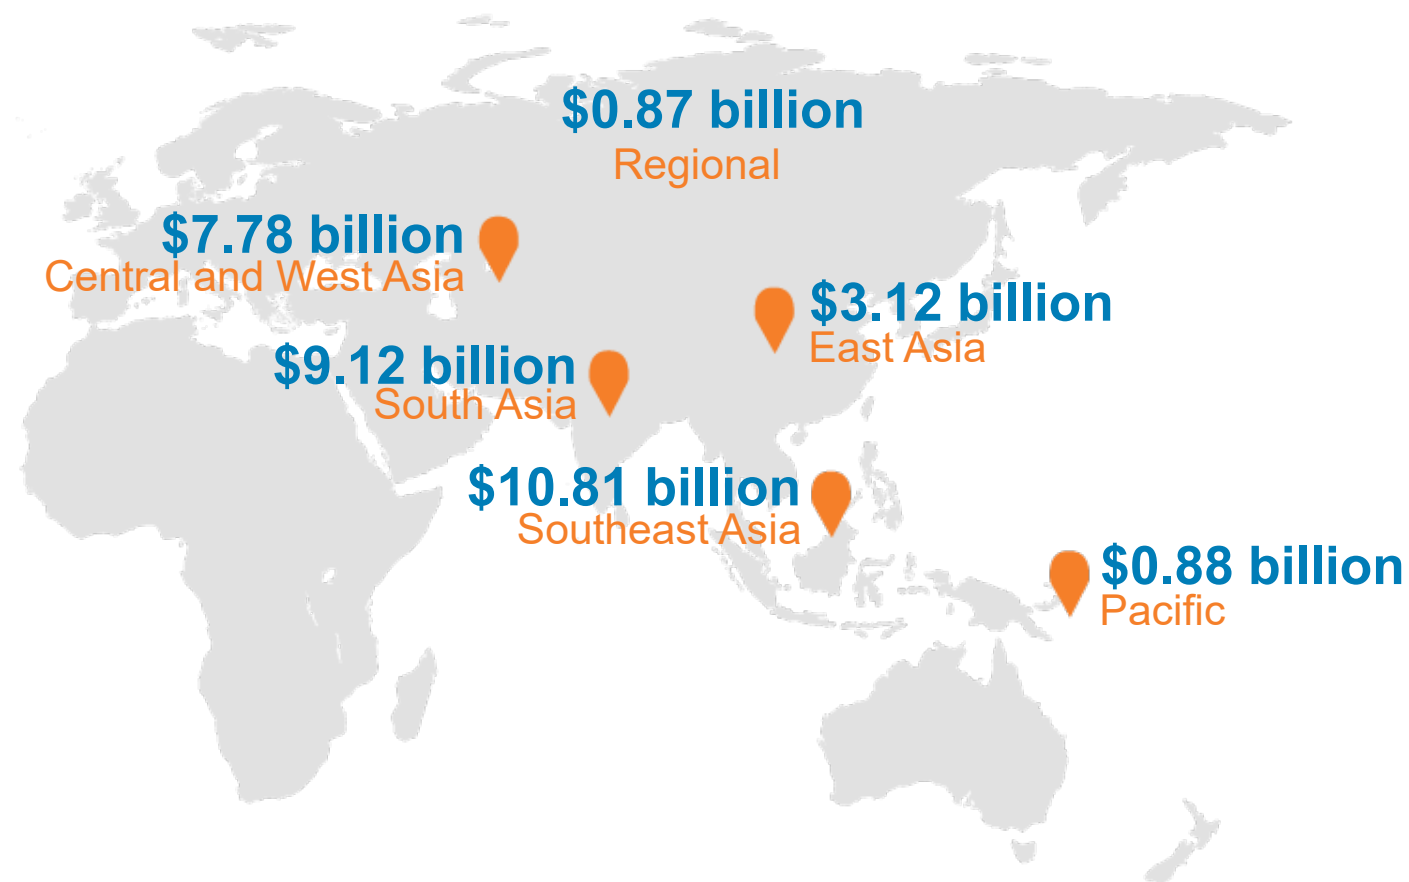 $0.87 billion
Regional
$7.78 billion
Central and West Asia
$3.12 billion
East Asia
$9.12 billion
South Asia
$10.81 billion
Southeast Asia
$0.88 billion
Pacific